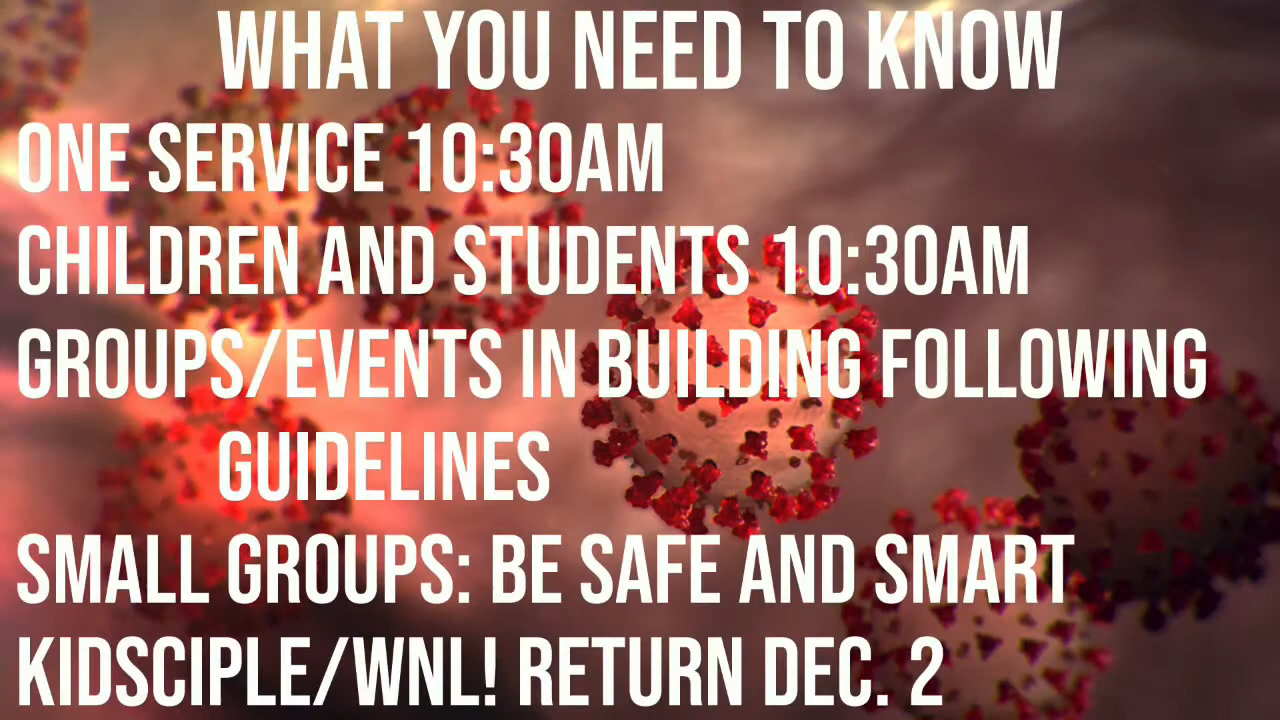 WHAT YOU NEED TO KNOW
ONE SERVICE 10:30AM
CHILDREN AND STUDENTS 10:30AM
GROUPS/EVENTS IN BUILDING FOLLOWING
GUIDELINES
SMALL GROUPS: BE SAFE AND SMART
KIDSCIPLE/WNL! RETURN DEC. 2